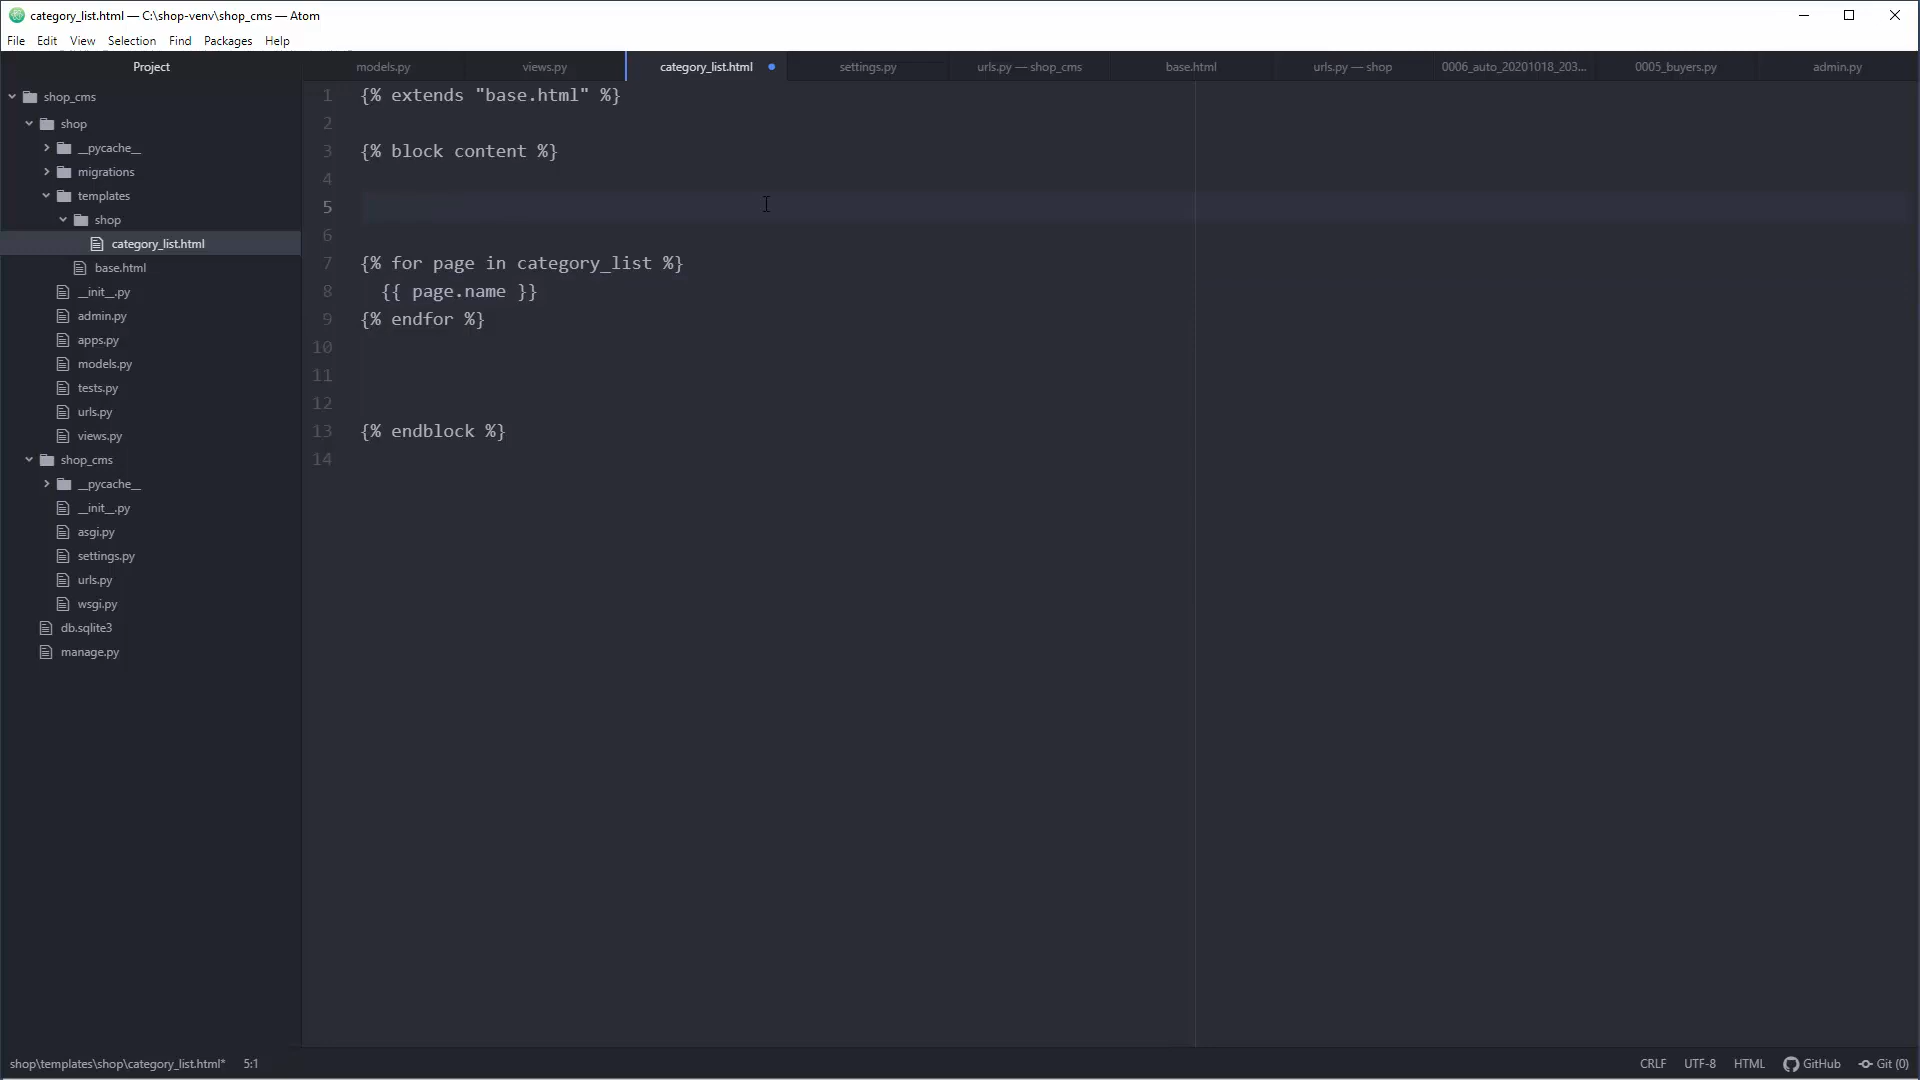 category_list.html — C:\shop-venv\shop_cms — Atom
File Edit View Selection Find Packages Help
Project
models.py views.py category_list.html settings.py urls.py — shop_cms base.html urls.py — shop 0006_auto_20201018_203... 0005_buyers.py admin.py
shop_cms
shop
__pycache__
migrations
templates
shop
category_list.html
base.html
__init__.py
admin.py
apps.py
models.py
tests.py
urls.py
views.py
shop_cms
__pycache__
__init__.py
asgi.py
settings.py
urls.py
wsgi.py
db.sqlite3
manage.py
1 {% extends "base.html" %}
2
3 {% block content %}
4
5
6
7 {% for page in category_list %}
8 {{ page.name }}
9 {% endfor %}
10
11
12
13 {% endblock %}
14
shop\templates\shop\category_list.html* 5:1 CRLF UTF-8 HTML GitHub Git (0)